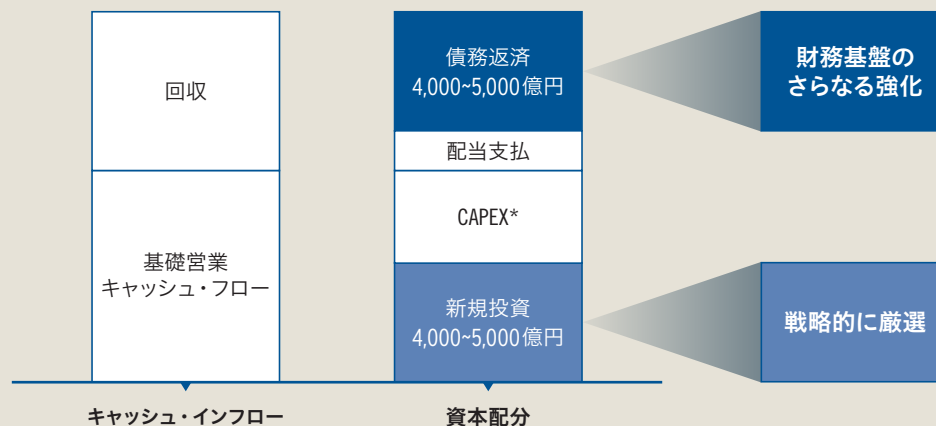 回収
基礎営業
キャッシュ・フロー
キャッシュ・インフロー
債務返済
4,000~5,000億円
配当支払
CAPEX*
新規投資
4,000~5,000億円
資本配分
財務基盤の
さらなる強化
戦略的に厳選